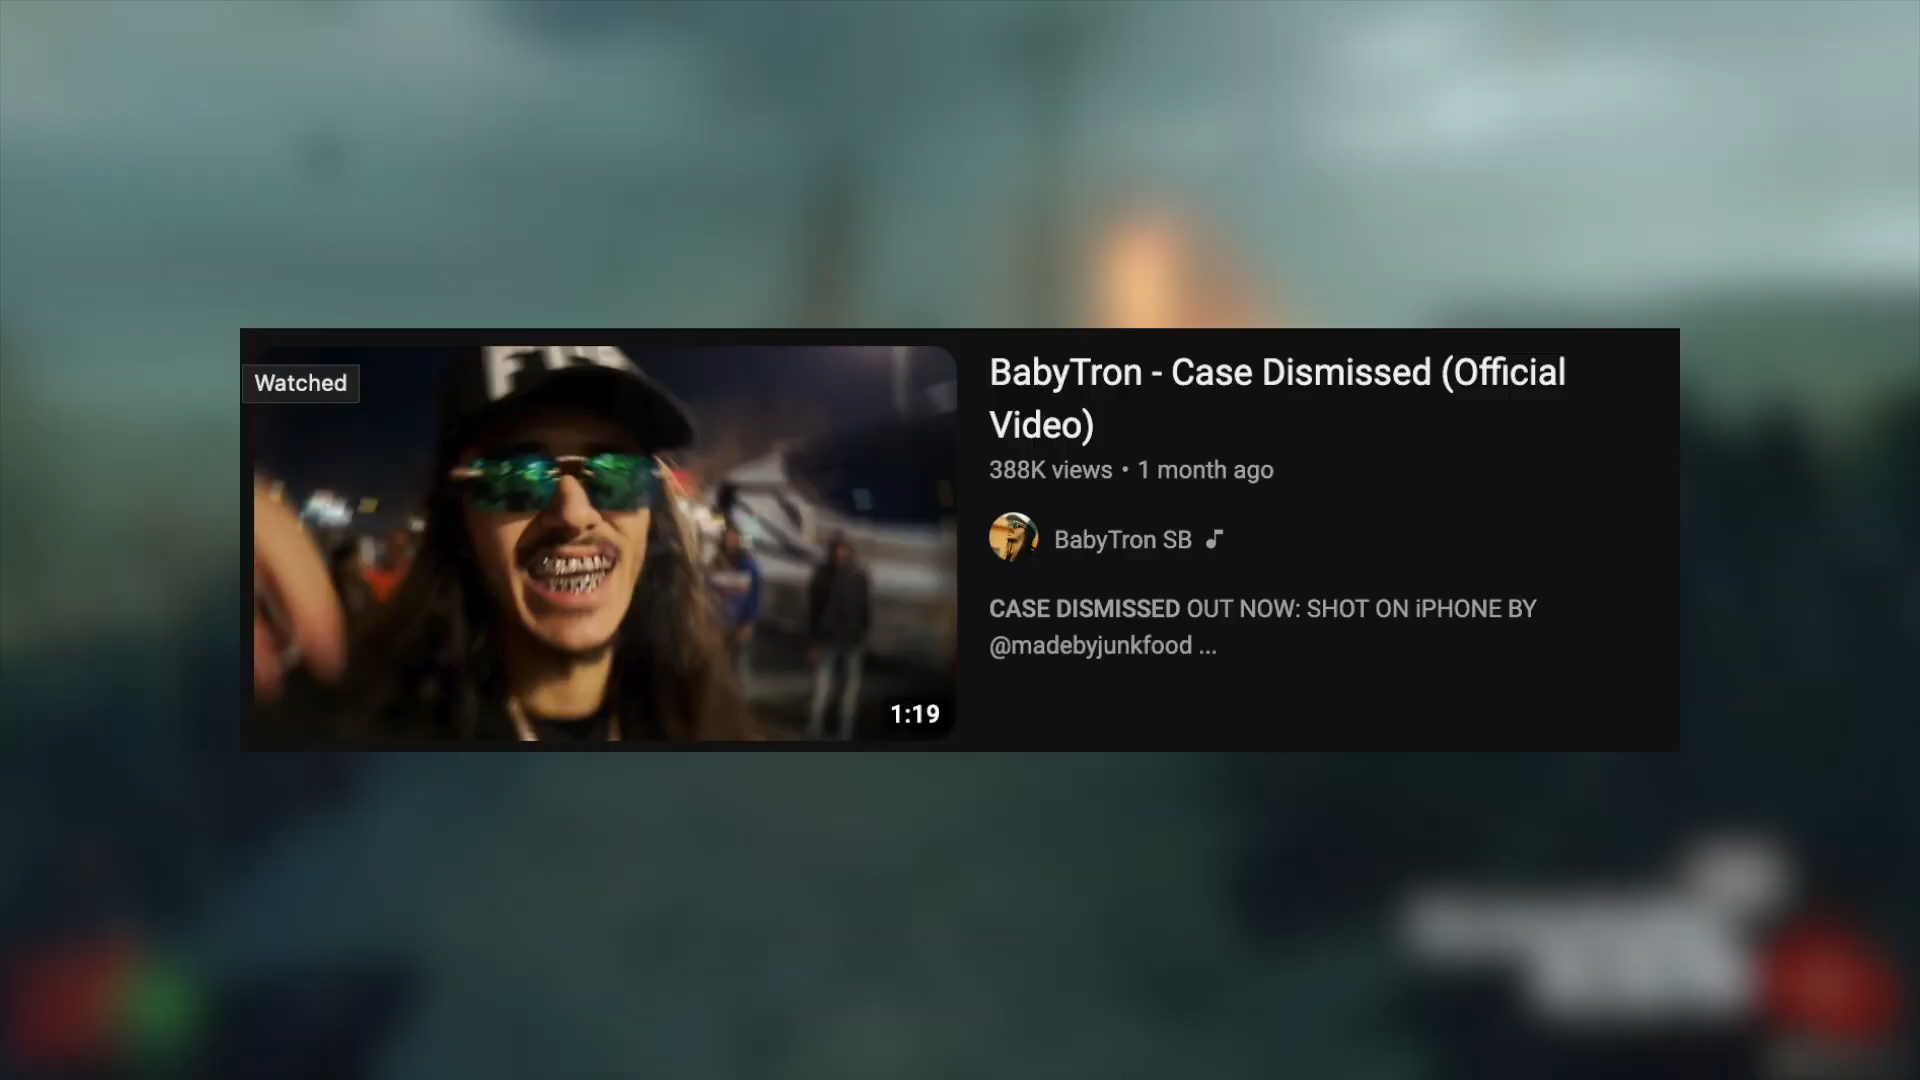 Watched
1:19
BabyTron - Case Dismissed (Official
Video)
388K views • 1 month ago
BabyTron SB
CASE DISMISSED OUT NOW: SHOT ON iPHONE BY
@madebyjunkfood ...